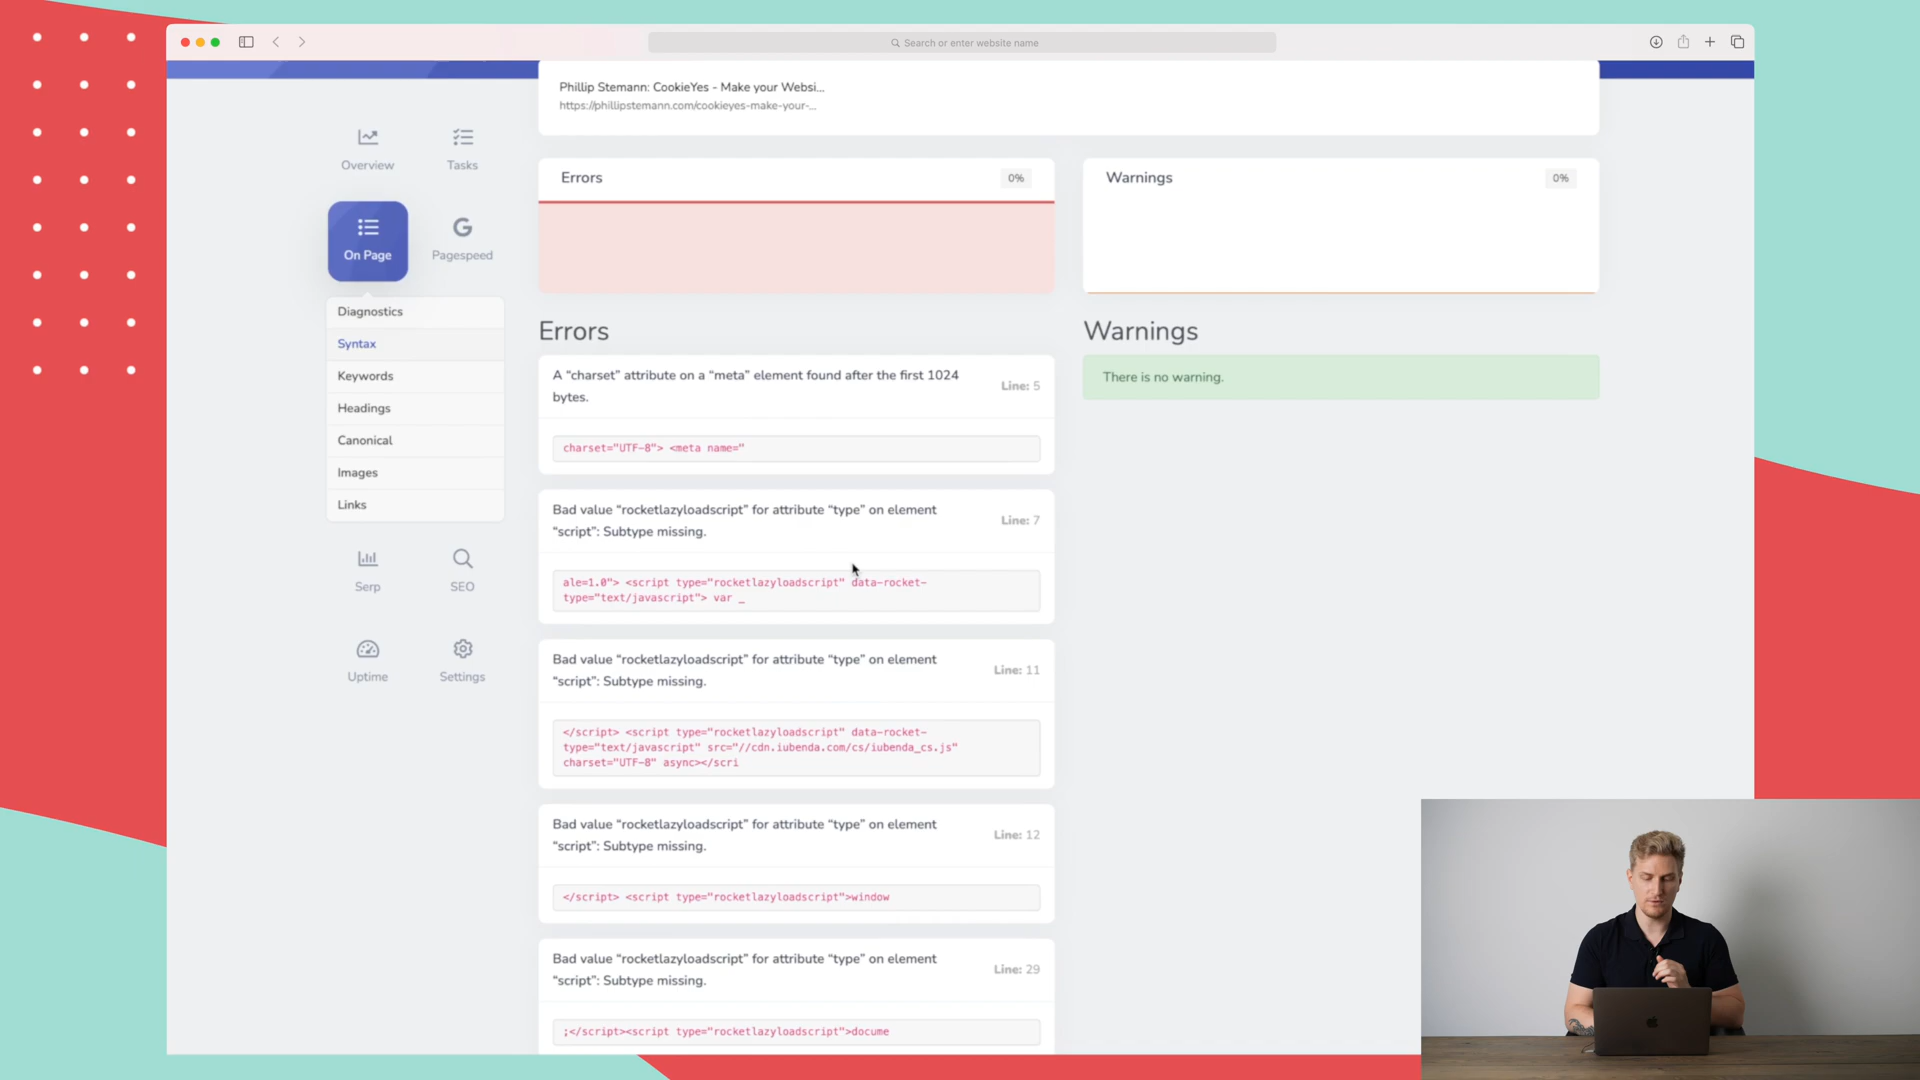 Search or enter website name
Phillip Stemann: CookieYes - Make your Websi...
https://phillipstemann.com/cookieyes-make-your-...
Overview
Tasks
On Page
Pagespeed
Diagnostics
Syntax
Keywords
Headings
Canonical
Images
Links
Serp
SEO
Uptime
Settings
Errors
0%
Warnings
0%
Errors
A “charset” attribute on a “meta” element found after the first 1024
bytes.
Line: 5
charset="UTF-8"> <meta name="
Bad value “rocketlazyloadscript” for attribute “type” on element
“script”: Subtype missing.
Line: 7
ale=1.0"> <script type="rocketlazyloadscript" data-rocket-
type="text/javascript"> var _
Bad value “rocketlazyloadscript” for attribute “type” on element
“script”: Subtype missing.
Line: 11
</script> <script type="rocketlazyloadscript" data-rocket-
type="text/javascript" src="//cdn.iubenda.com/cs/iubenda_cs.js"
charset="UTF-8" async></scri
Bad value “rocketlazyloadscript” for attribute “type” on element
“script”: Subtype missing.
Line: 12
</script> <script type="rocketlazyloadscript">window
Bad value “rocketlazyloadscript” for attribute “type” on element
“script”: Subtype missing.
Line: 29
;</script><script type="rocketlazyloadscript">docume
Warnings
There is no warning.